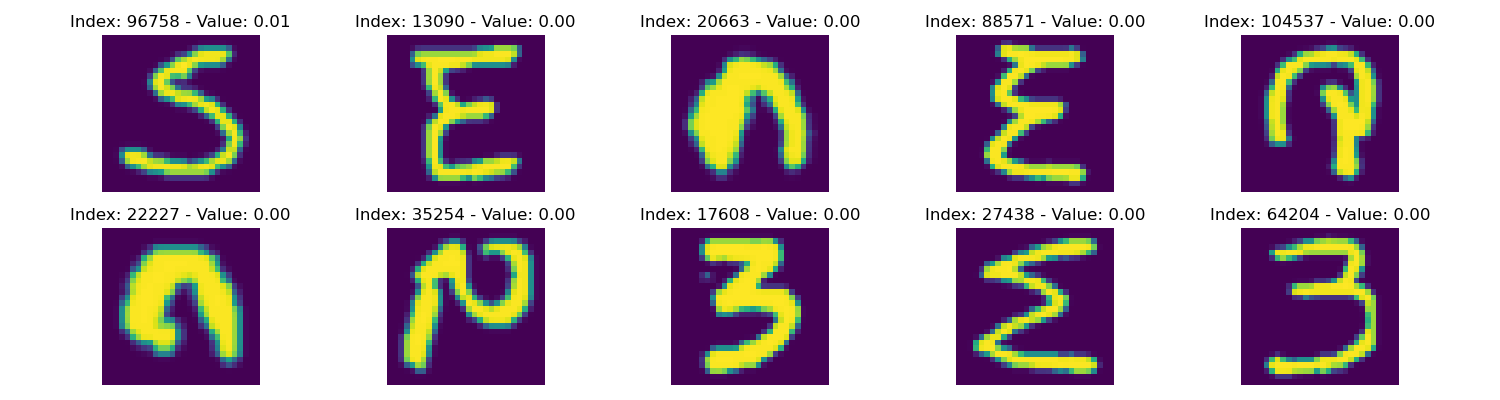 Index: 96758 - Value: 0.01 Index: 13090 - Value: 0.00 Index: 20663 - Value: 0.00 Index: 88571 - Value: 0.00 Index: 104537 - Value: 0.00
S E Σ
Index: 22227 - Value: 0.00 Index: 35254 - Value: 0.00 Index: 17608 - Value: 0.00 Index: 27438 - Value: 0.00 Index: 64204 - Value: 0.00
3 Σ 3